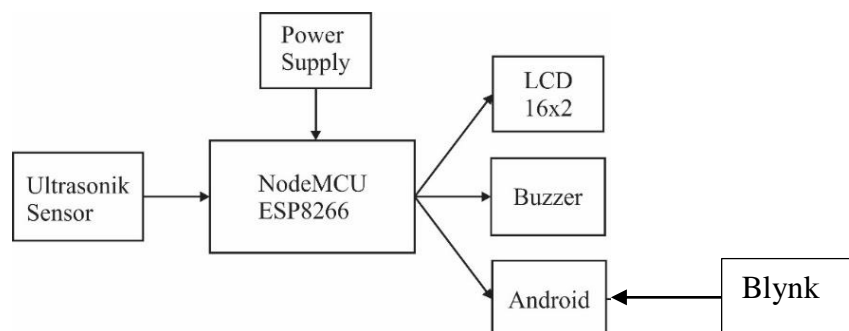 Power
Supply
LCD
16x2
Ultrasonik
Sensor
NodeMCU
ESP8266
Buzzer
Android
Blynk